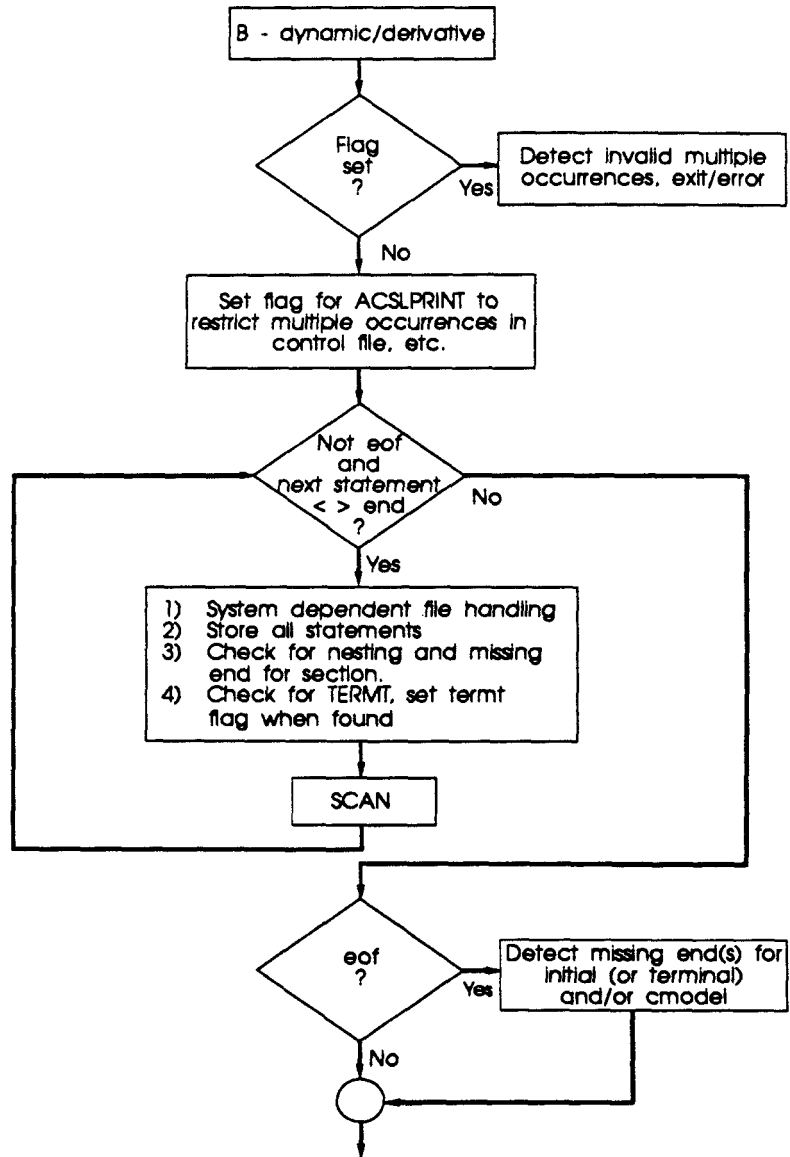 B - dynamic/derivative
Flag
set
?
Yes
Detect invalid multiple
occurrences, exit/error
No
Set flag for ACSLPRINT to
restrict multiple occurrences in
control file, etc.
Not eof
and
next statement
< > end
?
No
Yes
1) System dependent file handling
2) Store all statements
3) Check for nesting and missing
end for section.
4) Check for TERMT, set termt
flag when found
SCAN
eof
?
Yes
Detect missing end(s) for
initial (or terminal)
and/or cmodel
No